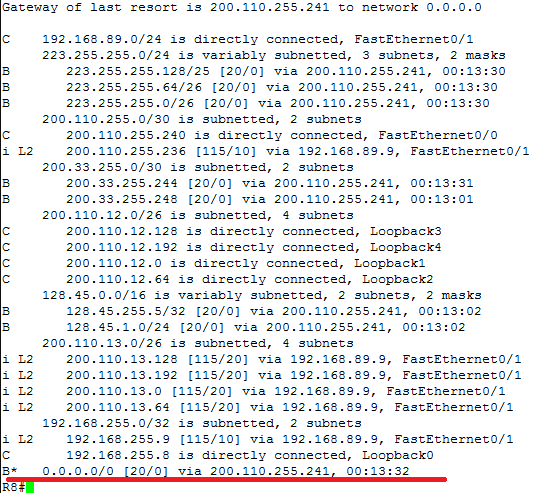 Gateway of last resort is 200.110.255.241 to network 0.0.0.0
C    192.168.89.0/24 is directly connected, FastEthernet0/1
     223.255.255.0/24 is variably subnetted, 3 subnets, 2 masks
B       223.255.255.128/25 [20/0] via 200.110.255.241, 00:13:30
B       223.255.255.64/26 [20/0] via 200.110.255.241, 00:13:30
B       223.255.255.0/26 [20/0] via 200.110.255.241, 00:13:30
     200.110.255.0/30 is subnetted, 2 subnets
C       200.110.255.240 is directly connected, FastEthernet0/0
i L2    200.110.255.236 [115/10] via 192.168.89.9, FastEthernet0/1
     200.33.255.0/30 is subnetted, 2 subnets
B       200.33.255.244 [20/0] via 200.110.255.241, 00:13:31
B       200.33.255.248 [20/0] via 200.110.255.241, 00:13:01
     200.110.12.0/26 is subnetted, 4 subnets
C       200.110.12.128 is directly connected, Loopback3
C       200.110.12.192 is directly connected, Loopback4
C       200.110.12.0 is directly connected, Loopback1
C       200.110.12.64 is directly connected, Loopback2
     128.45.0.0/16 is variably subnetted, 2 subnets, 2 masks
B       128.45.255.5/32 [20/0] via 200.110.255.241, 00:13:02
B       128.45.1.0/24 [20/0] via 200.110.255.241, 00:13:02
     200.110.13.0/26 is subnetted, 4 subnets
i L2    200.110.13.128 [115/20] via 192.168.89.9, FastEthernet0/1
i L2    200.110.13.192 [115/20] via 192.168.89.9, FastEthernet0/1
i L2    200.110.13.0 [115/20] via 192.168.89.9, FastEthernet0/1
i L2    200.110.13.64 [115/20] via 192.168.89.9, FastEthernet0/1
     192.168.255.0/32 is subnetted, 2 subnets
i L2    192.168.255.9 [115/10] via 192.168.89.9, FastEthernet0/1
C       192.168.255.8 is directly connected, Loopback0
B*   0.0.0.0/0 [20/0] via 200.110.255.241, 00:13:32
R8#